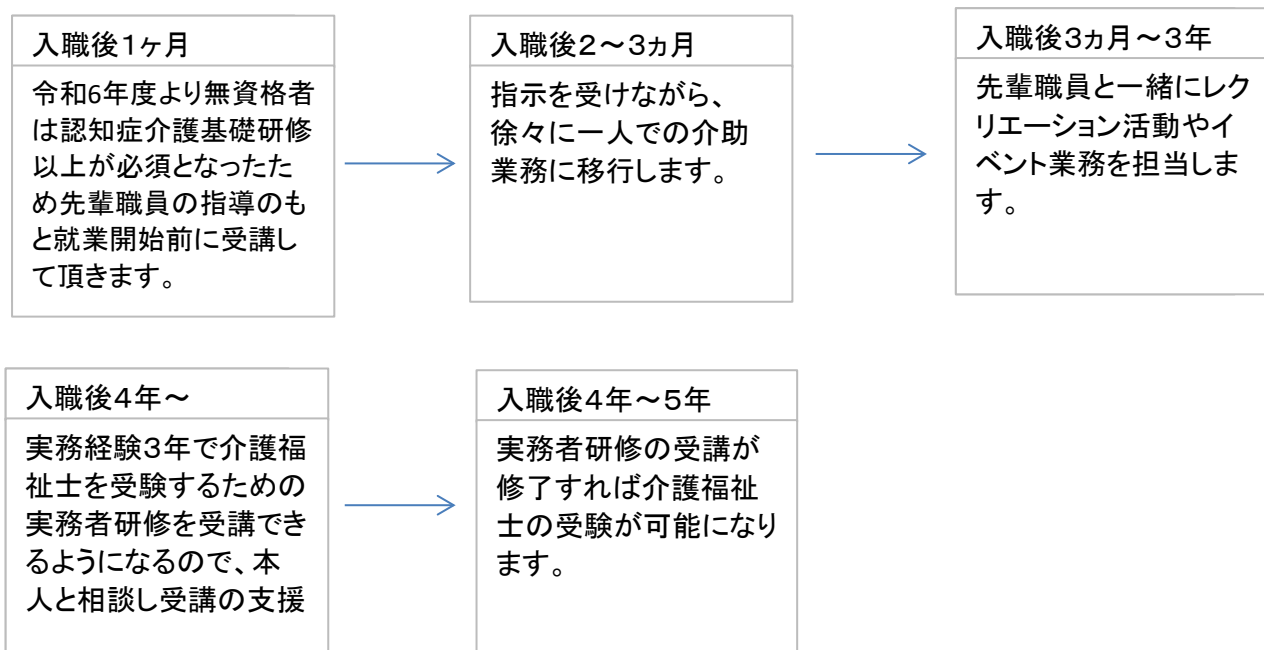 入職後1ヶ月
令和6年度より無資格者
は認知症介護基礎研修
以上が必須となったた
め先輩職員の指導のも
と就業開始前に受講し
て頂きます。
入職後2～3ヵ月
指示を受けながら、
徐々に一人での介助
業務に移行します。
入職後3ヵ月～3年
先輩職員と一緒にレク
リエーション活動やイ
ベント業務を担当しま
す。
入職後4年～
実務経験3年で介護福
祉士を受験するための
実務者研修を受講でき
るようになるので、本
人と相談し受講の支援
入職後4年～5年
実務者研修の受講が
修了すれば介護福祉
士の受験が可能になり
ます。